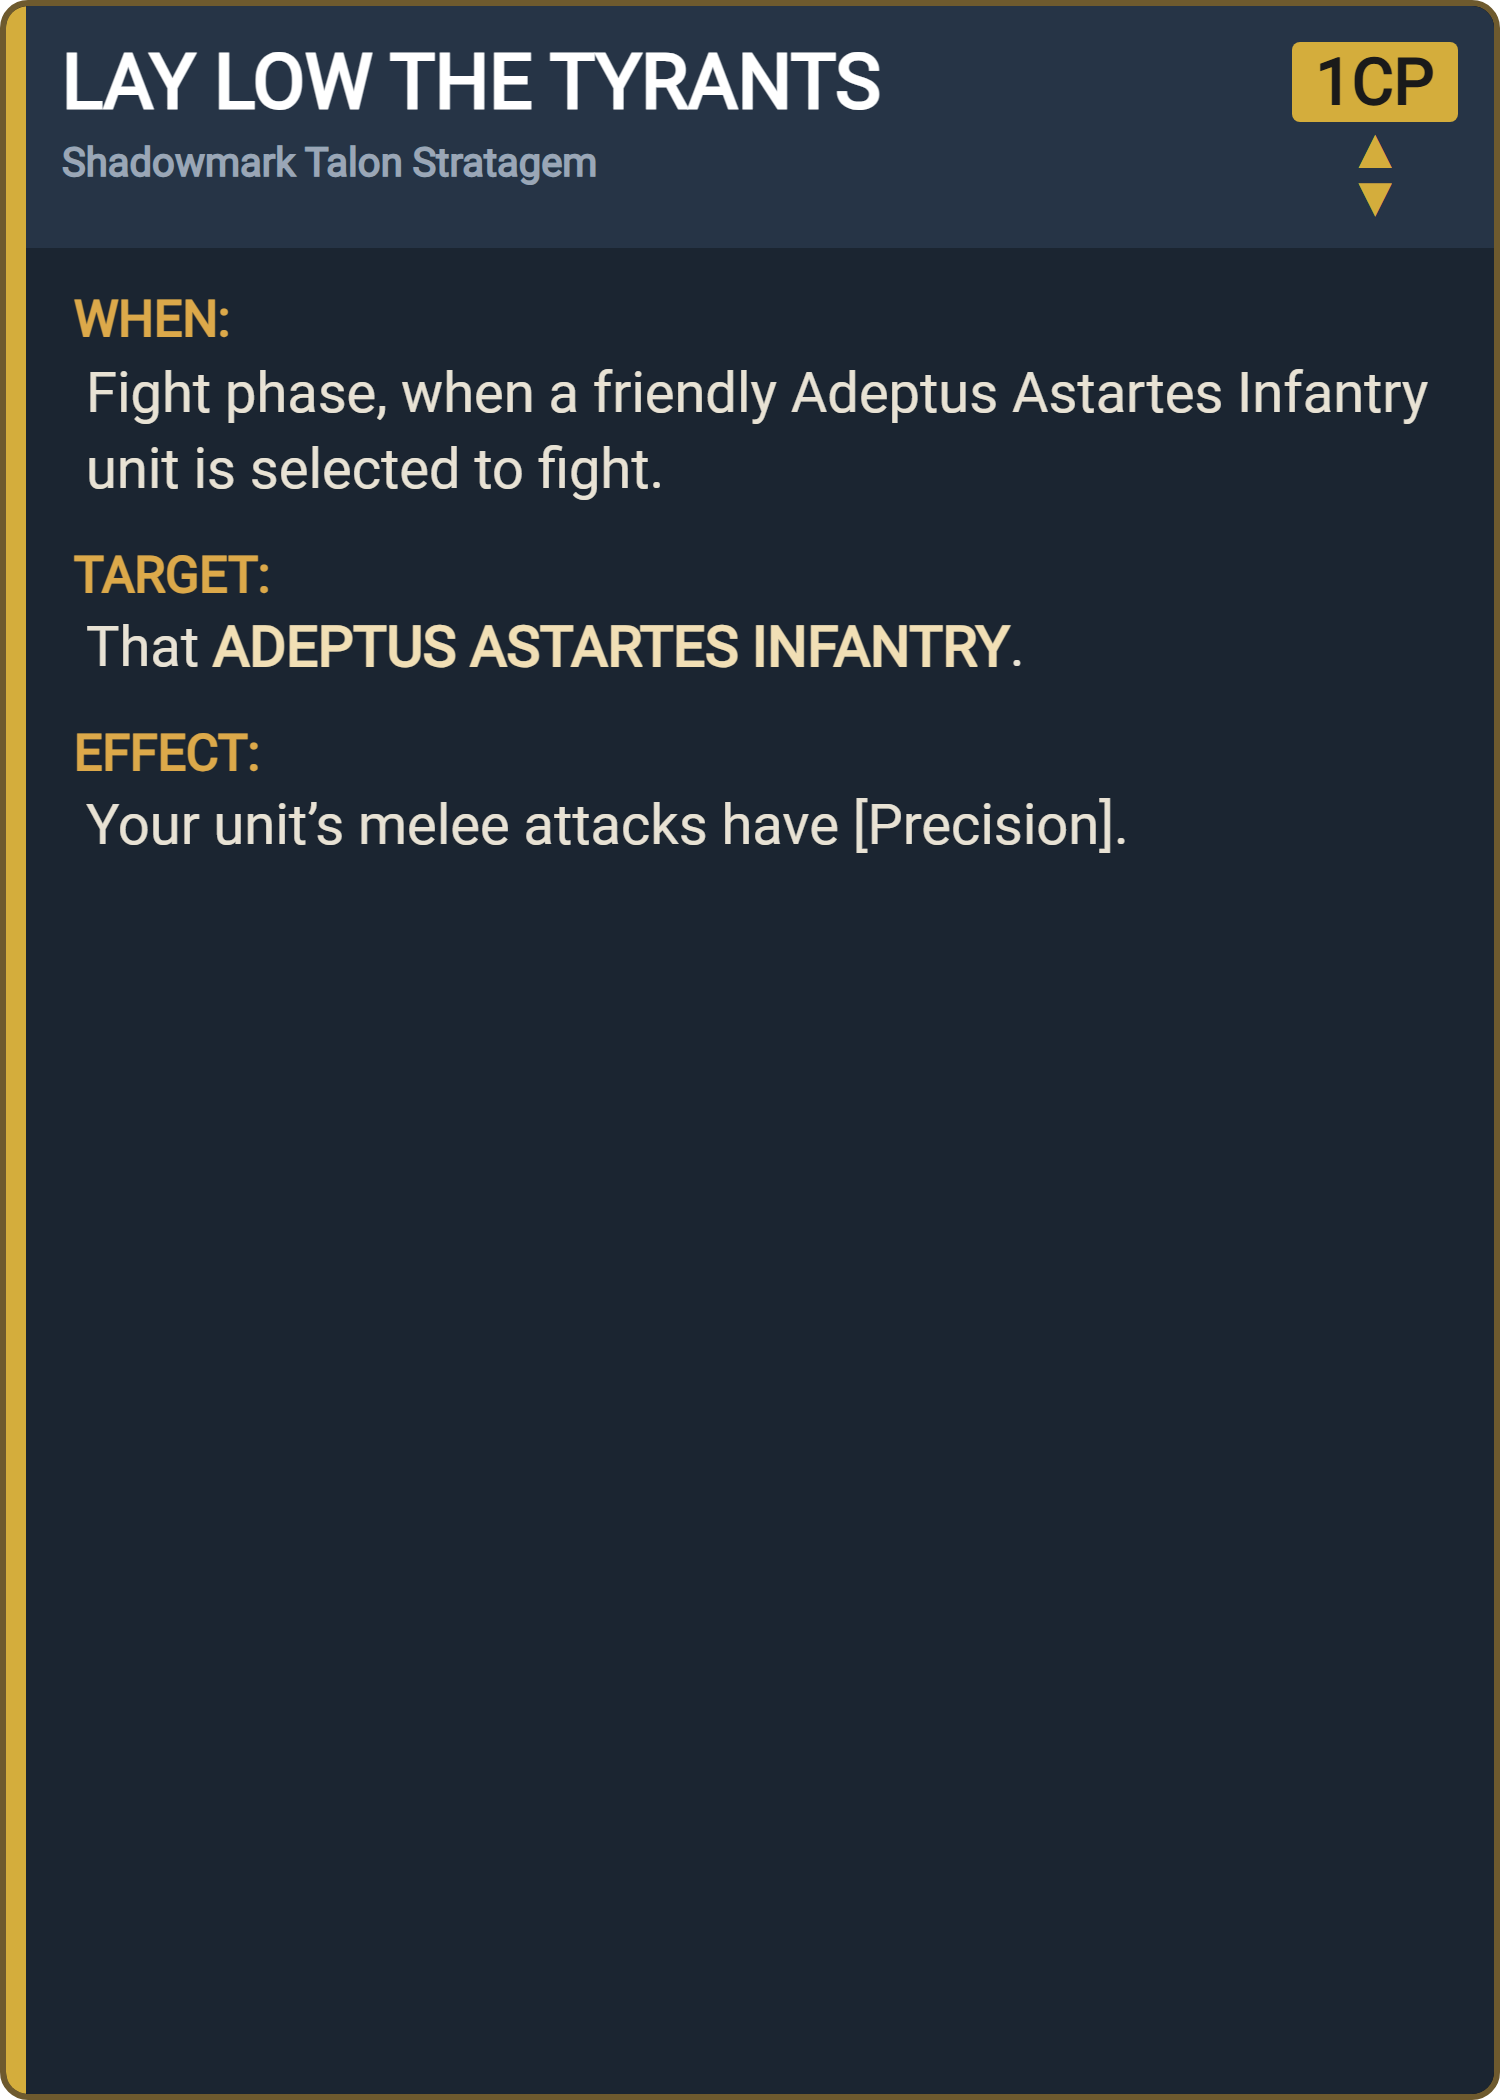 LAY LOW THE TYRANTS
1CP
Shadowmark Talon Stratagem
WHEN:
Fight phase, when a friendly Adeptus Astartes Infantry
unit is selected to fight.
TARGET:
That ADEPTUS ASTARTES INFANTRY.
EFFECT:
Your unit’s melee attacks have [Precision].